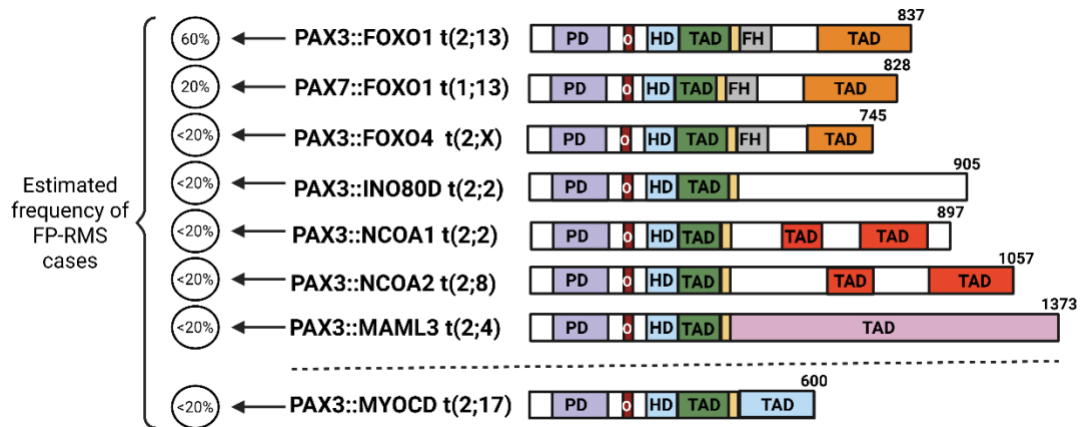 837
60% PAX3::FOXO1 t(2;13) PD O HD TAD FH TAD
828
20% PAX7::FOXO1 t(1;13) PD O HD TAD FH TAD
745
<20% PAX3::FOXO4 t(2;X) PD O HD TAD FH TAD
905
<20% PAX3::INO80D t(2;2) PD O HD TAD
897
<20% PAX3::NCOA1 t(2;2) PD O HD TAD TAD TAD
1057
<20% PAX3::NCOA2 t(2;8) PD O HD TAD TAD TAD
1373
<20% PAX3::MAML3 t(2;4) PD O HD TAD TAD
600
<20% PAX3::MYOCD t(2;17) PD O HD TAD TAD
Estimated
frequency of
FP-RMS
cases